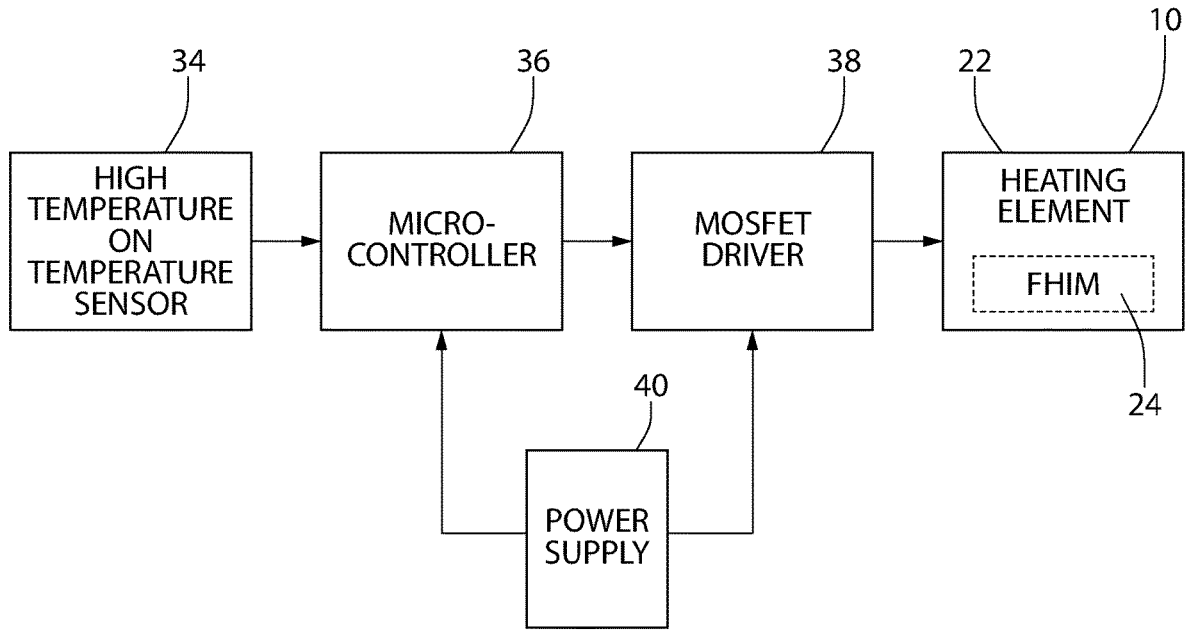 10
34
36
38
22
HIGH
TEMPERATURE
ON
TEMPERATURE
SENSOR
MICRO-
CONTROLLER
MOSFET
DRIVER
HEATING
ELEMENT
FHIM
24
40
POWER
SUPPLY